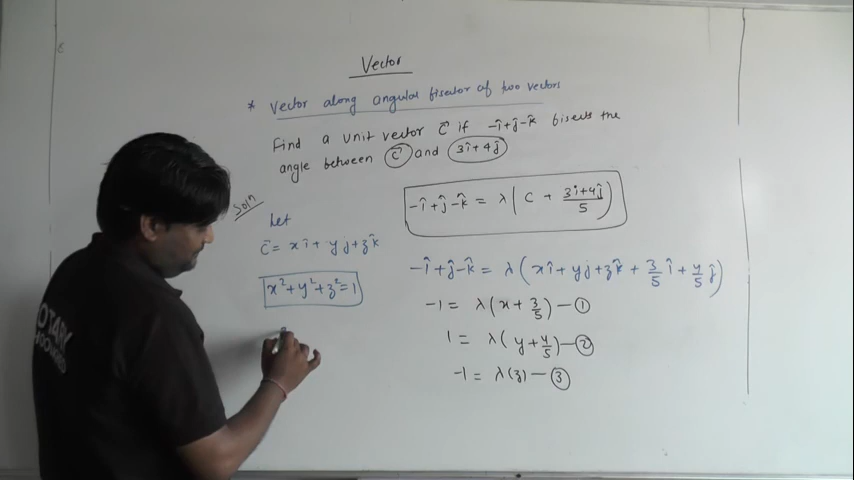 Vector
* Vector along angular bisector of two vectors
Find a unit vector c⃗ if -î+ĵ-k̂ bisects the
angle between c⃗ and 3î+4ĵ
Soln
Let
c⃗ = xî + yĵ + zk̂
x²+y²+z²=1
-î+ĵ-k̂ = λ(C + (3î+4ĵ)/5)
-î+ĵ-k̂ = λ(xî+yĵ+zk̂ + 3/5 î + 4/5 ĵ)
-1 = λ(x+3/5) — ①
1 = λ(y+4/5) — ②
-1 = λ(z) — ③